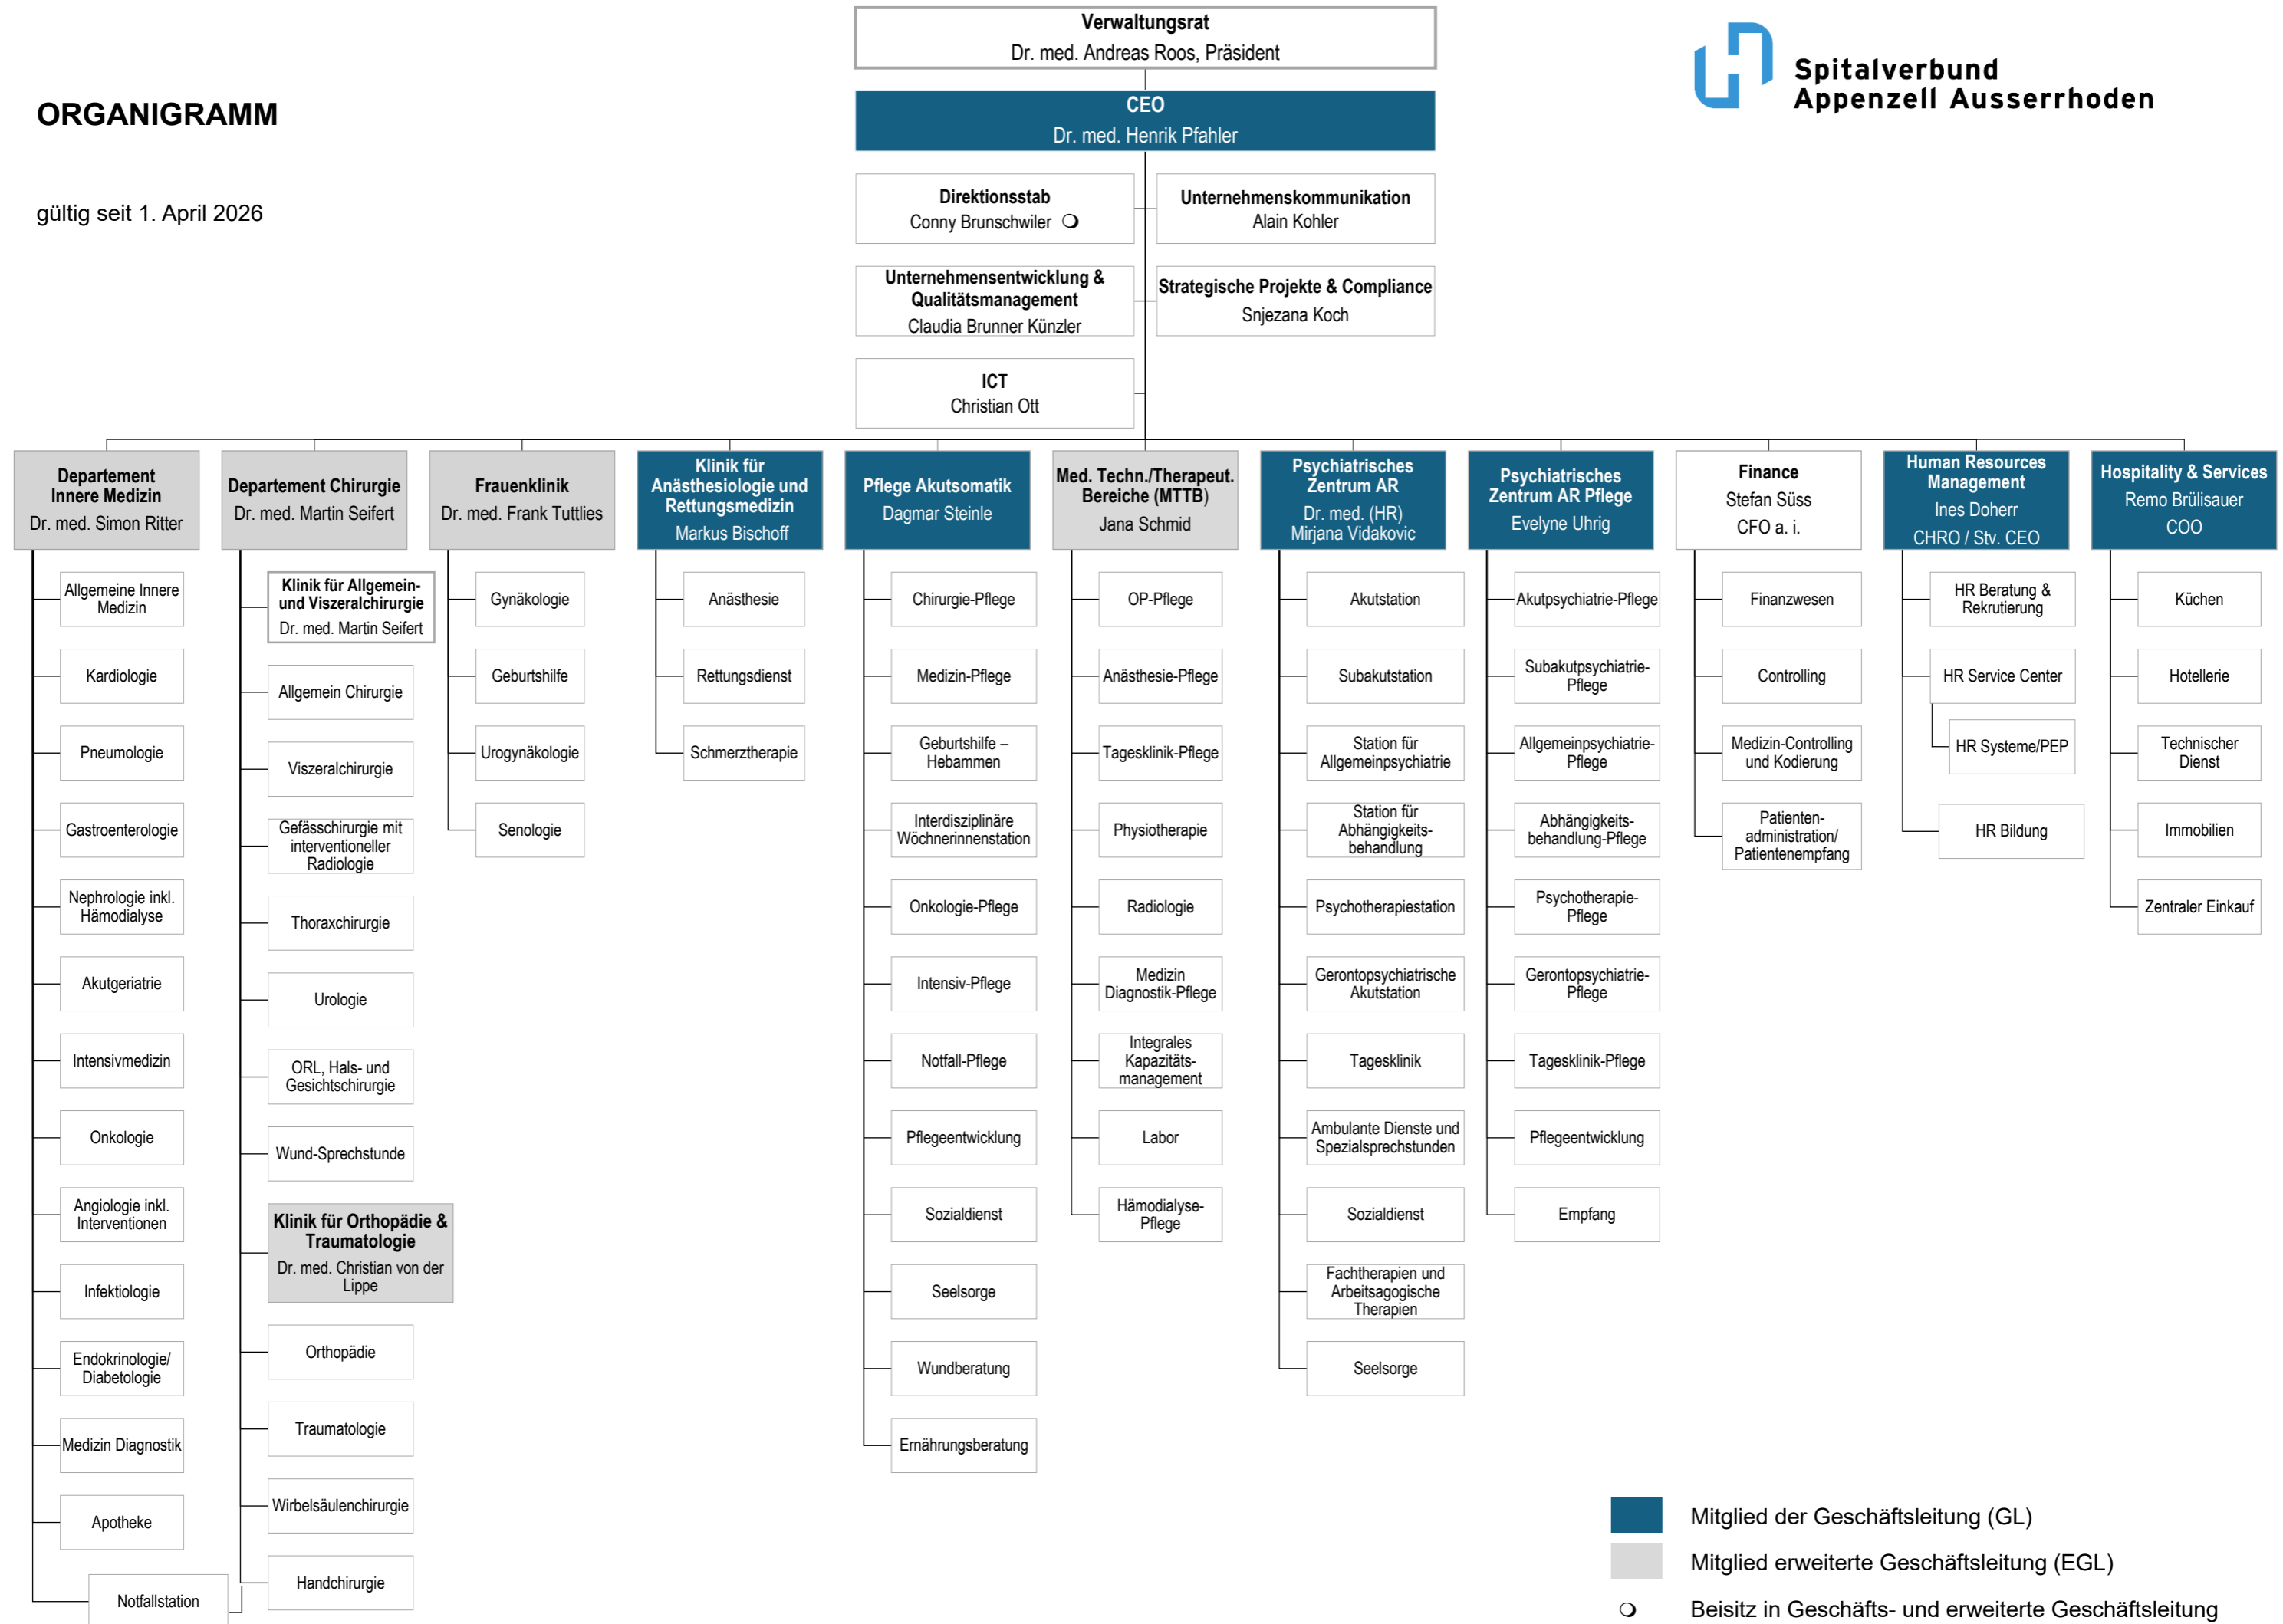 Verwaltungsrat
Dr. med. Andreas Roos, Präsident
Spitalverbund
Appenzell Ausserrhoden
ORGANIGRAMM
gültig seit 1. April 2026
CEO
Dr. med. Henrik Pfahler
Direktionsstab
Conny Brunschwiler
Unternehmenskommunikation
Alain Kohler
Unternehmensentwicklung &
Qualitätsmanagement
Claudia Brunner Künzler
Strategische Projekte & Compliance
Snjezana Koch
ICT
Christian Ott
Departement
Innere Medizin
Dr. med. Simon Ritter
Allgemeine Innere
Medizin
Kardiologie
Pneumologie
Gastroenterologie
Nephrologie inkl.
Hämodialyse
Akutgeriatrie
Intensivmedizin
Onkologie
Angiologie inkl.
Interventionen
Infektiologie
Endokrinologie/
Diabetologie
Medizin Diagnostik
Apotheke
Notfallstation
Departement Chirurgie
Dr. med. Martin Seifert
Klinik für Allgemein-
und Viszeralchirurgie
Dr. med. Martin Seifert
Allgemein Chirurgie
Viszeralchirurgie
Gefässchirurgie mit
interventioneller
Radiologie
Thoraxchirurgie
Urologie
ORL, Hals- und
Gesichtschirurgie
Wund-Sprechstunde
Klinik für Orthopädie &
Traumatologie
Dr. med. Christian von der
Lippe
Orthopädie
Traumatologie
Wirbelsäulenchirurgie
Handchirurgie
Frauenklinik
Dr. med. Frank Tuttlies
Gynäkologie
Geburtshilfe
Urogynäkologie
Senologie
Klinik für
Anästhesiologie und
Rettungsmedizin
Markus Bischoff
Anästhesie
Rettungsdienst
Schmerztherapie
Pflege Akutsomatik
Dagmar Steinle
Chirurgie-Pflege
Medizin-Pflege
Geburtshilfe –
Hebammen
Interdisziplinäre
Wöchnerinnenstation
Onkologie-Pflege
Intensiv-Pflege
Notfall-Pflege
Pflegeentwicklung
Sozialdienst
Seelsorge
Wundberatung
Ernährungsberatung
Med. Techn./Therapeut.
Bereiche (MTTB)
Jana Schmid
OP-Pflege
Anästhesie-Pflege
Tagesklinik-Pflege
Physiotherapie
Radiologie
Medizin
Diagnostik-Pflege
Integrales
Kapazitäts-
management
Labor
Hämodialyse-
Pflege
Psychiatrisches
Zentrum AR
Dr. med. (HR)
Mirjana Vidakovic
Akutstation
Subakutstation
Station für
Allgemeinpsychiatrie
Station für
Abhängigkeits-
behandlung
Psychotherapiestation
Gerontopsychiatrische
Akutstation
Tagesklinik
Ambulante Dienste und
Spezialsprechstunden
Sozialdienst
Fachtherapien und
Arbeitsagogische
Therapien
Seelsorge
Psychiatrisches
Zentrum AR Pflege
Evelyne Uhrig
Akutpsychiatrie-Pflege
Subakutpsychiatrie-
Pflege
Allgemeinpsychiatrie-
Pflege
Abhängigkeits-
behandlung-Pflege
Psychotherapie-
Pflege
Gerontopsychiatrie-
Pflege
Tagesklinik-Pflege
Pflegeentwicklung
Empfang
Finance
Stefan Süss
CFO a. i.
Finanzwesen
Controlling
Medizin-Controlling
und Kodierung
Patienten-
administration/
Patientenempfang
Human Resources
Management
Ines Doherr
CHRO / Stv. CEO
HR Beratung &
Rekrutierung
HR Service Center
HR Systeme/PEP
HR Bildung
Hospitality & Services
Remo Brülisauer
COO
Küchen
Hotellerie
Technischer
Dienst
Immobilien
Zentraler Einkauf
Mitglied der Geschäftsleitung (GL)
Mitglied erweiterte Geschäftsleitung (EGL)
Beisitz in Geschäfts- und erweiterte Geschäftsleitung